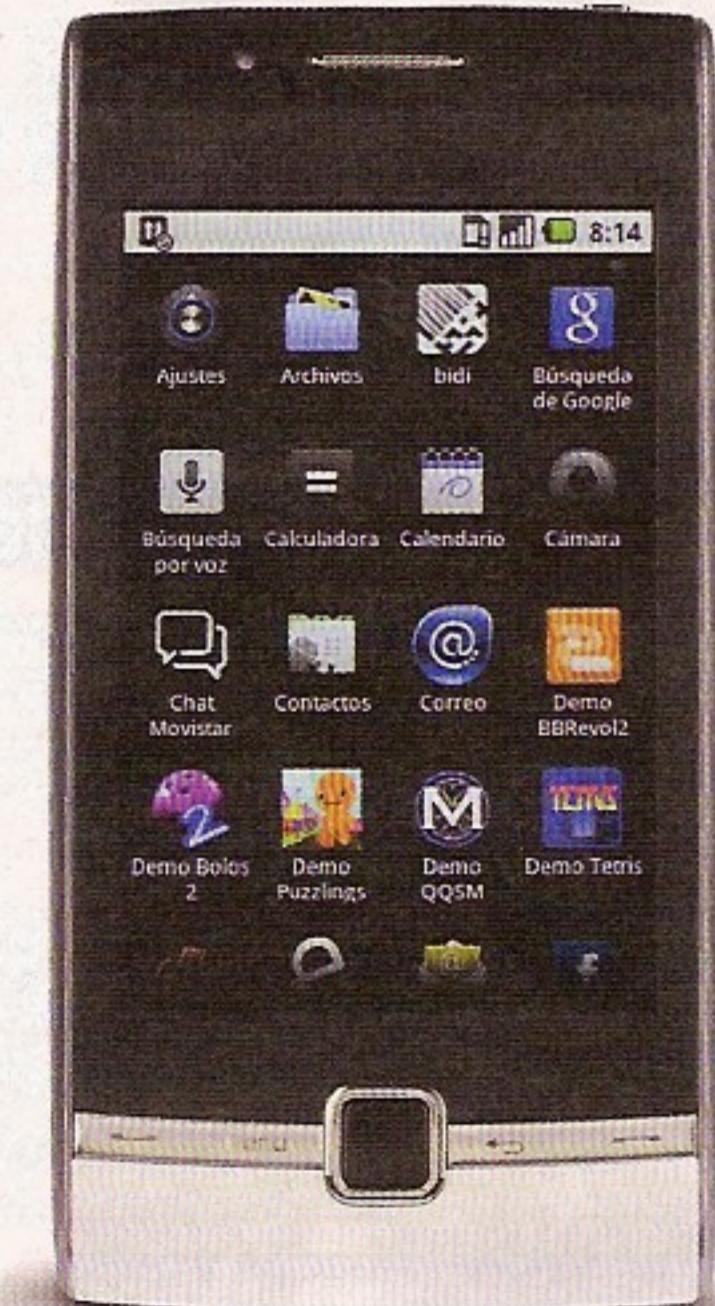 8:14
Ajustes
Archivos
bidi
Búsqueda
de Google
Búsqueda
por voz
Calculadora
Calendario
Cámara
Chat
Movistar
Contactos
Correo
Demo
BBRevol2
Demo Bolos
2
Demo
Puzzlings
Demo
QQSM
TETRIS
Demo Tetris